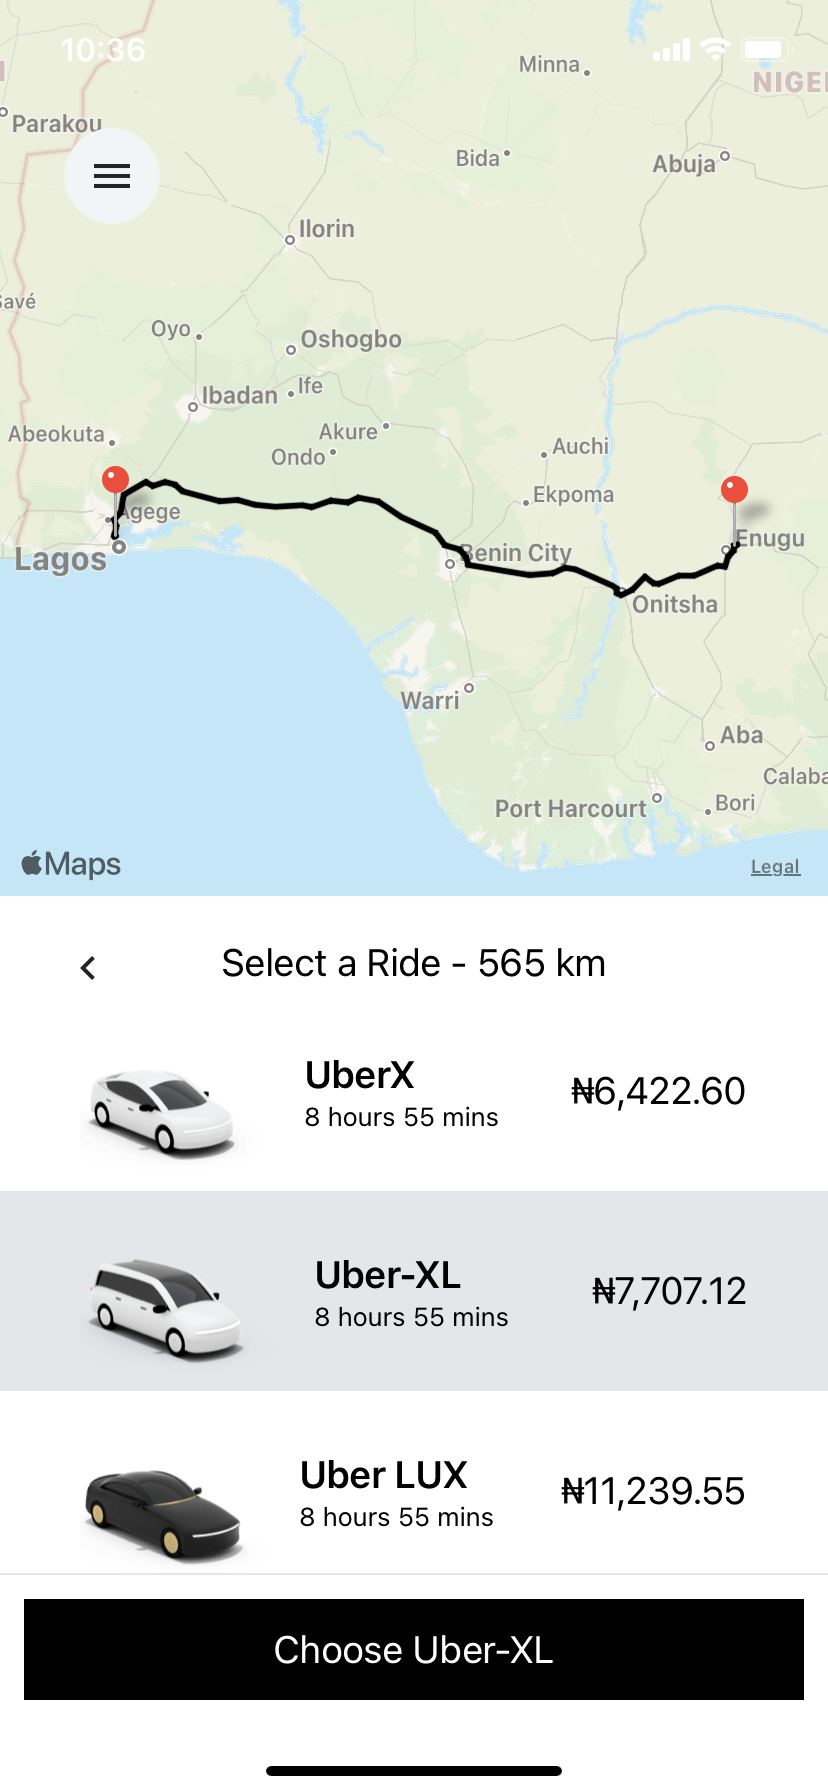 10:36
Minna
NIGE
Parakou
Bida
Abuja
Ilorin
Savé
Oyo
Oshogbo
Ibadan
Ife
Abeokuta
Akure
Ondo
Auchi
Ekpoma
Agege
Lagos
Benin City
Enugu
Onitsha
Warri
Aba
Calaba
Port Harcourt
Bori
Maps
Legal
Select a Ride - 565 km
UberX
8 hours 55 mins
₦6,422.60
Uber-XL
8 hours 55 mins
₦7,707.12
Uber LUX
8 hours 55 mins
₦11,239.55
Choose Uber-XL